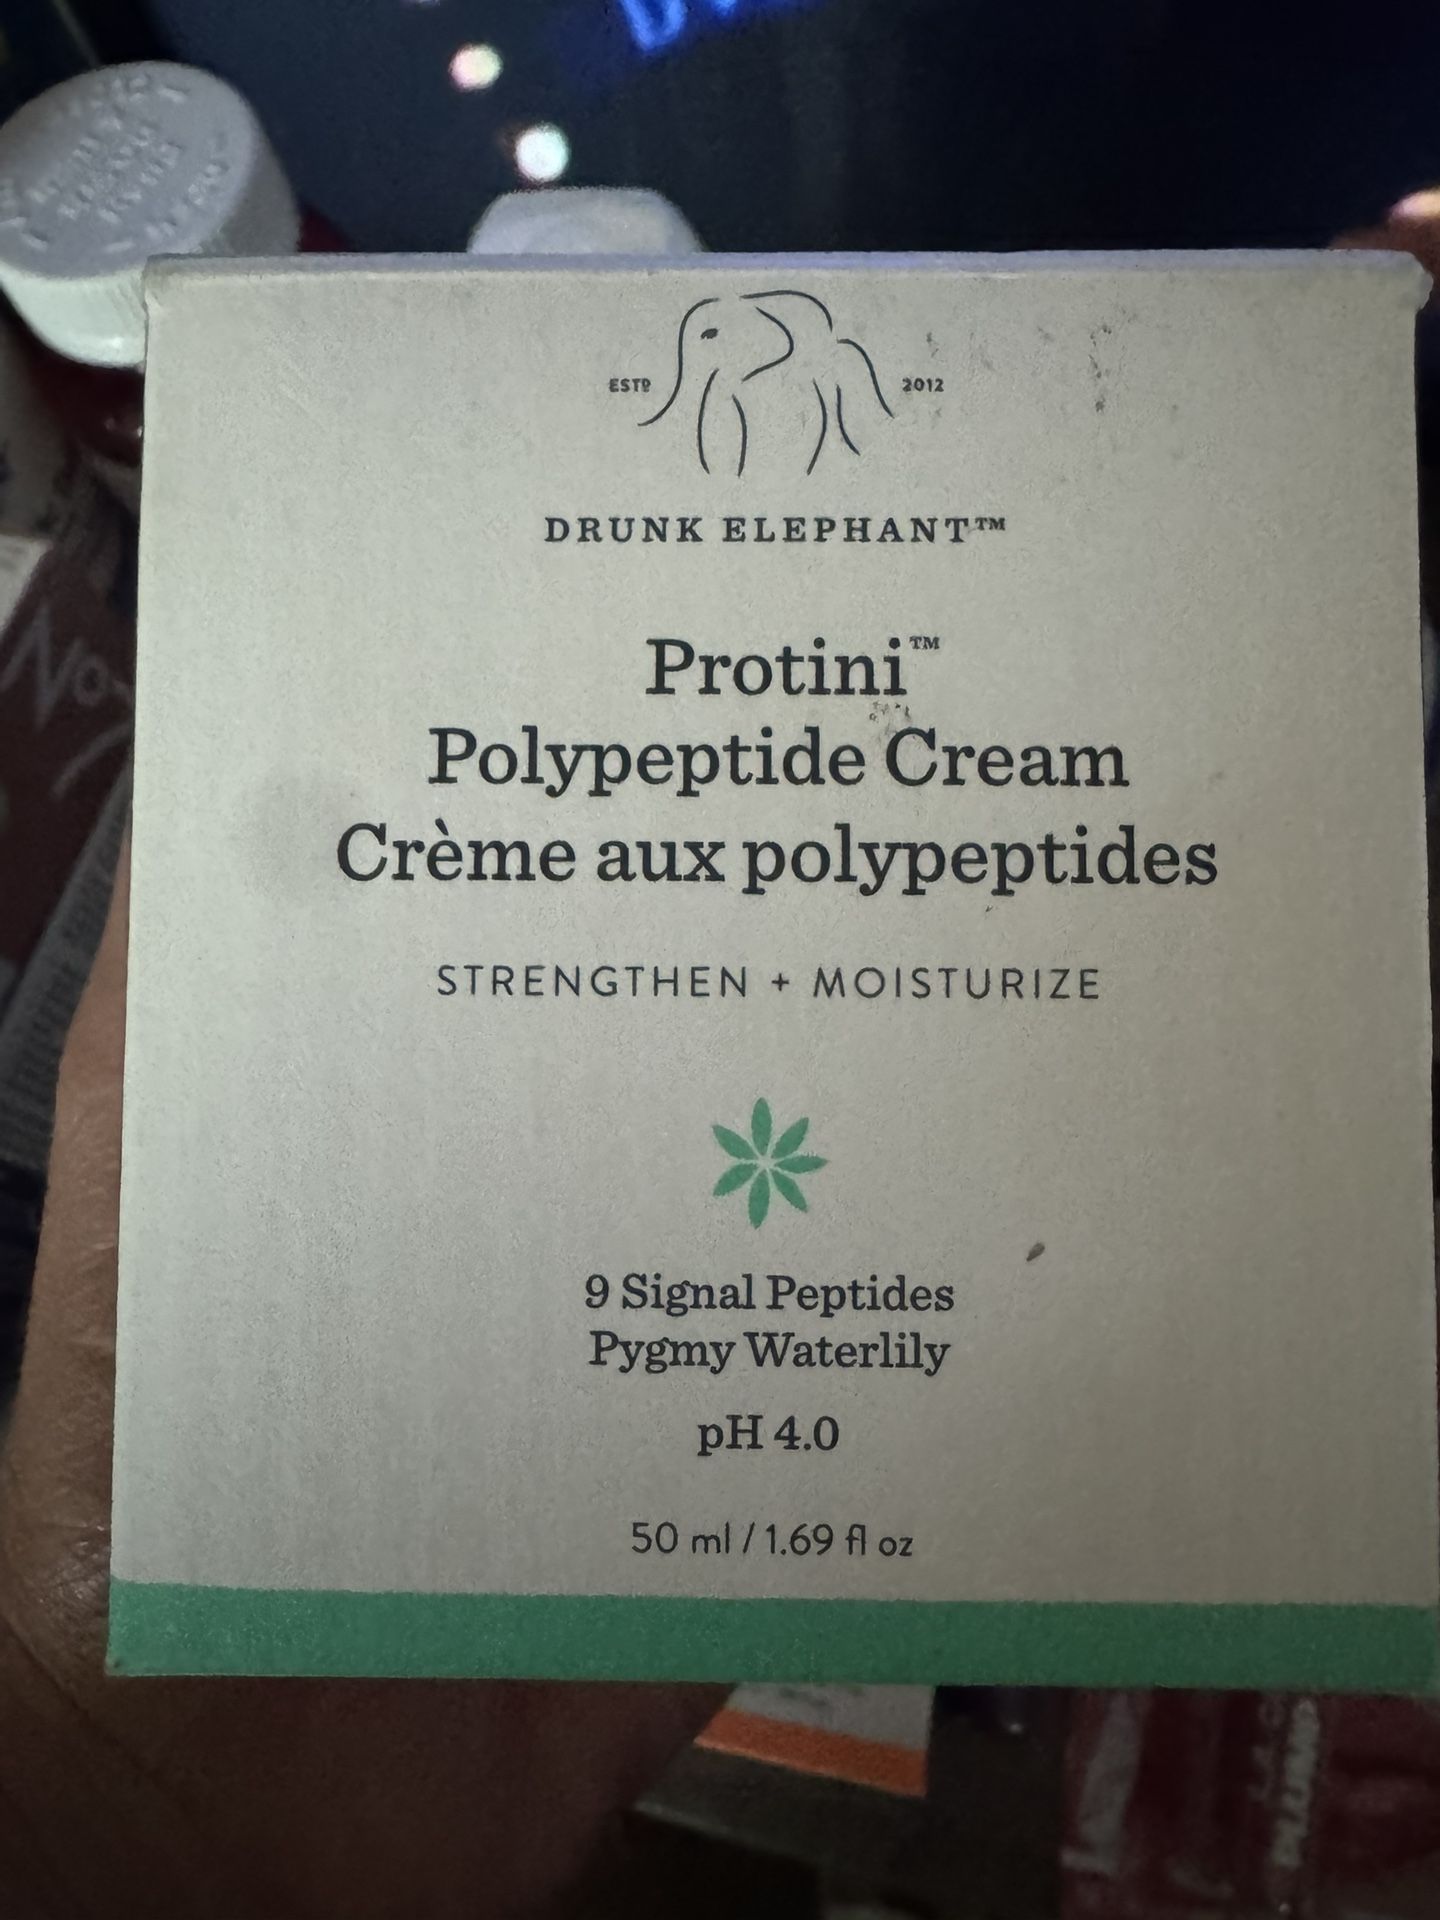 ESTD 2012
DRUNK ELEPHANT™
Protini™
Polypeptide Cream
Crème aux polypeptides
STRENGTHEN + MOISTURIZE
9 Signal Peptides
Pygmy Waterlily
pH 4.0
50 ml / 1.69 fl oz